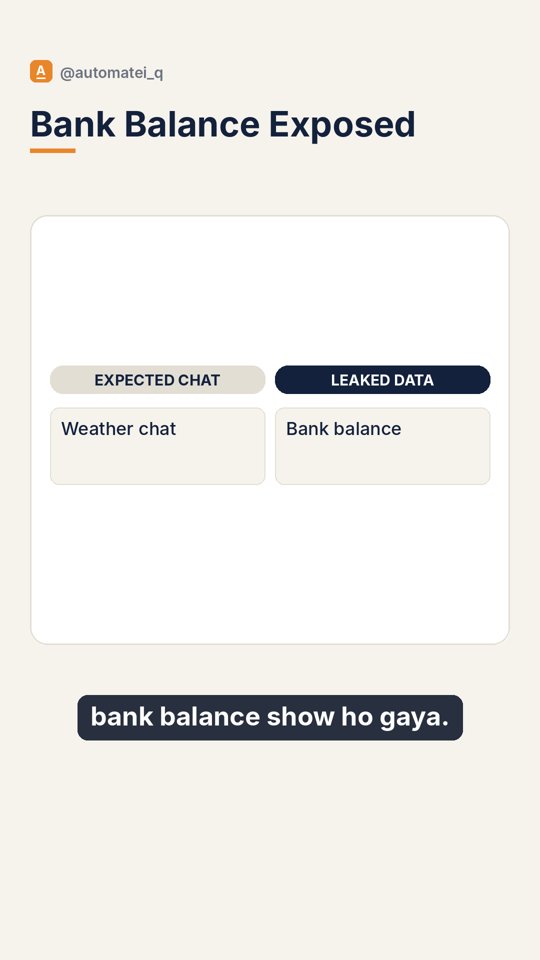 A
@automatei_q
Bank Balance Exposed
EXPECTED CHAT
LEAKED DATA
Weather chat
Bank balance
bank balance show ho gaya.